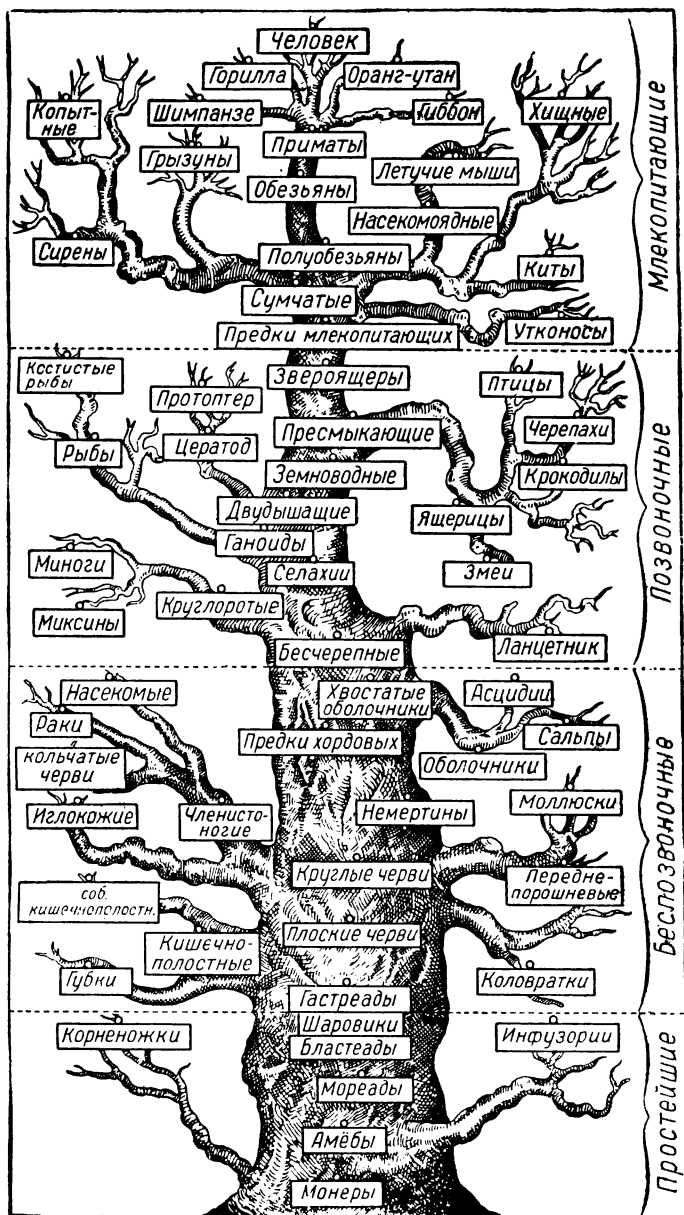 Человек
Горилла
Оранг-утан
Копыт-
ные
Шимпанзе
Гиббон
Хищные
Приматы
Грызуны
Летучие мыши
Обезьяны
Насекомоядные
Сирены
Полуобезьяны
Киты
Сумчатые
Предки млекопитающих
Утконосы
Млекопитающие
Костистые
рыбы
Звероящеры
Птицы
Протоптер
Пресмыкающие
Черепахи
Рыбы
Цератод
Земноводные
Крокодилы
Двудышащие
Ящерицы
Ганоиды
Миноги
Селахии
Змеи
Круглоротые
Миксины
Бесчерепные
Ланцетник
Позвоночные
Насекомые
Хвостатые
оболочники
Асцидии
Раки
Предки хордовых
Сальпы
кольчатые
черви
Оболочники
Иглокожие
Членисто-
ногие
Немертины
Моллюски
Круглые черви
Передне-
порошневые
соб.
кишечнополостн.
Кишечно-
полостные
Плоские черви
Губки
Коловратки
Гастреады
Беспозвоночные
Шаровики
Корненожки
Инфузории
Бластеады
Мореады
Амёбы
Монеры
Простейшие